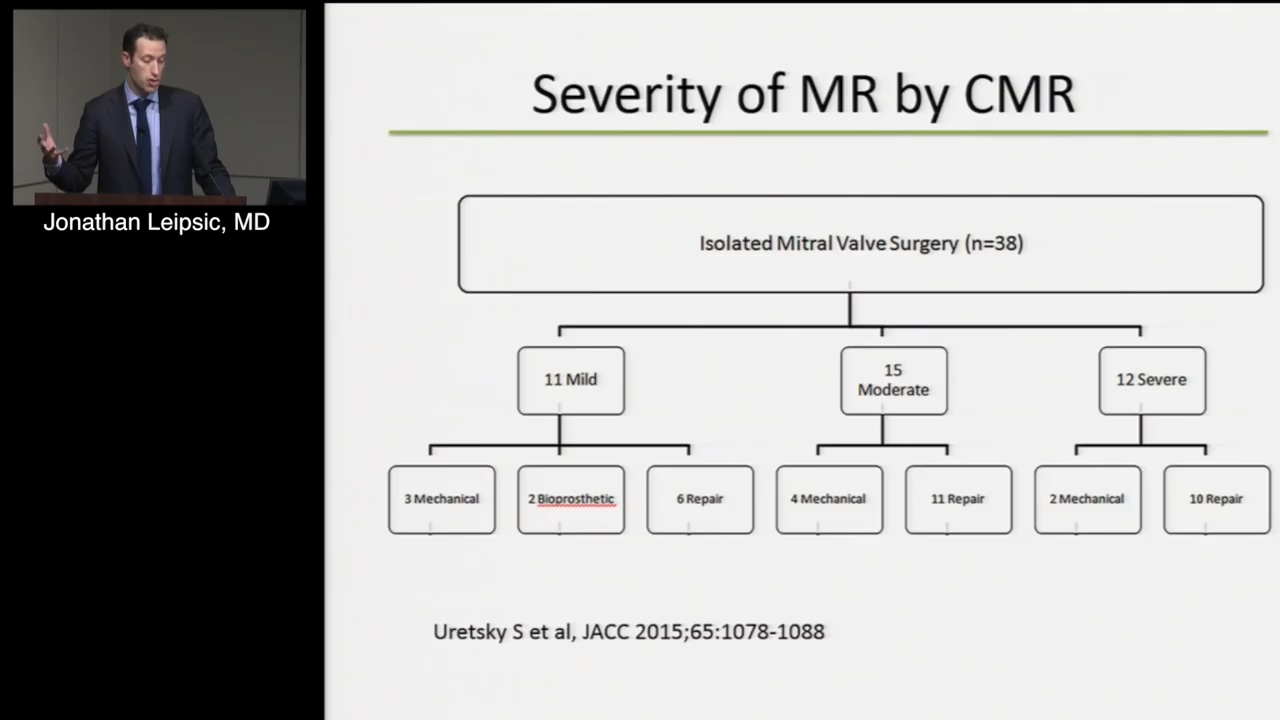 Severity of MR by CMR
Jonathan Leipsic, MD
Isolated Mitral Valve Surgery (n=38)
11 Mild
15
Moderate
12 Severe
3 Mechanical
2 Bioprosthetic
6 Repair
4 Mechanical
11 Repair
2 Mechanical
10 Repair
Uretsky S et al, JACC 2015;65:1078-1088